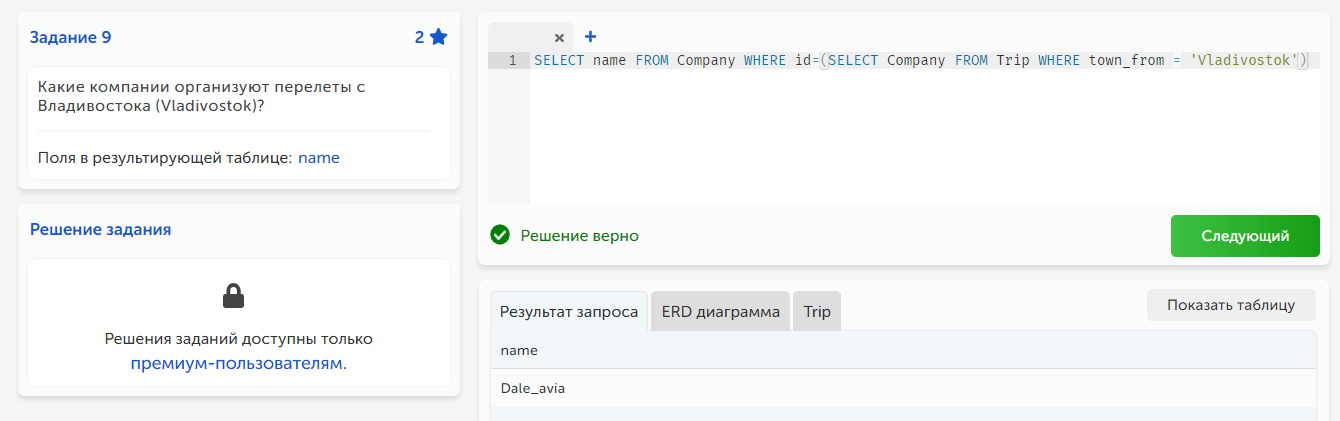 Задание 9
2
Какие компании организуют перелеты с
Владивостока (Vladivostok)?
Поля в результирующей таблице: name
Решение задания
Решения заданий доступны только
премиум-пользователям.
× +
1 SELECT name FROM Company WHERE id=(SELECT Company FROM Trip WHERE town_from = 'Vladivostok')
Решение верно
Следующий
Результат запроса
ERD диаграмма
Trip
Показать таблицу
name
Dale_avia